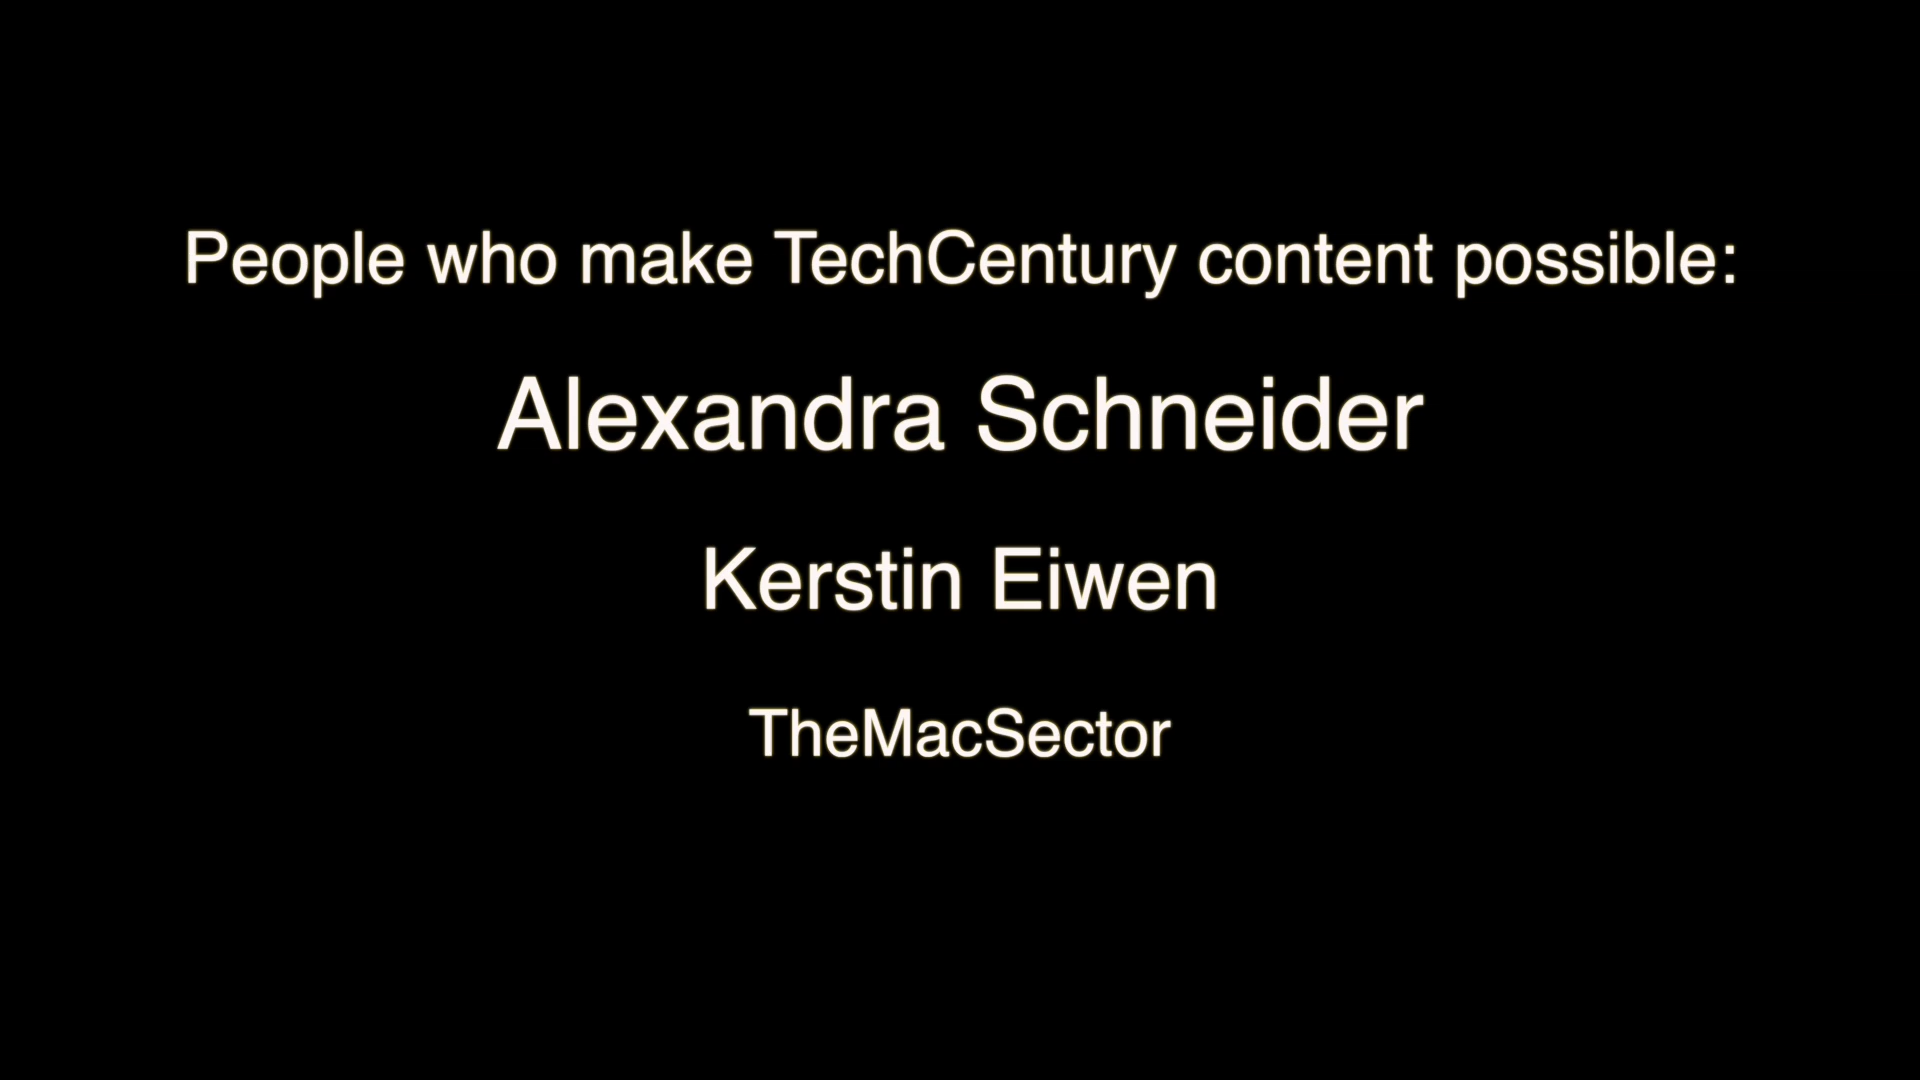 People who make TechCentury content possible:
Alexandra Schneider
Kerstin Eiwen
TheMacSector